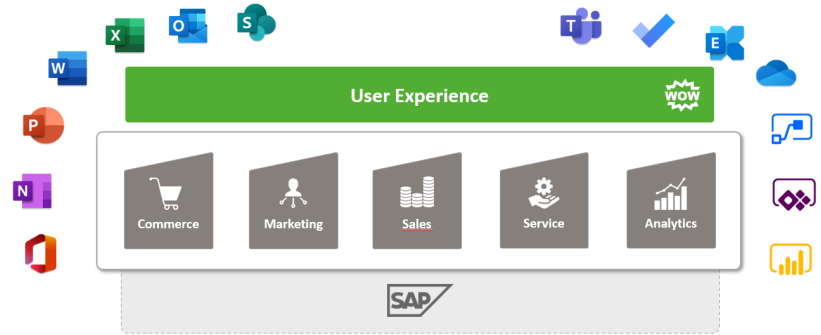 X
O
S
T
E
W
User Experience
WOW
P
N
Commerce
Marketing
Sales
Service
Analytics
SAP